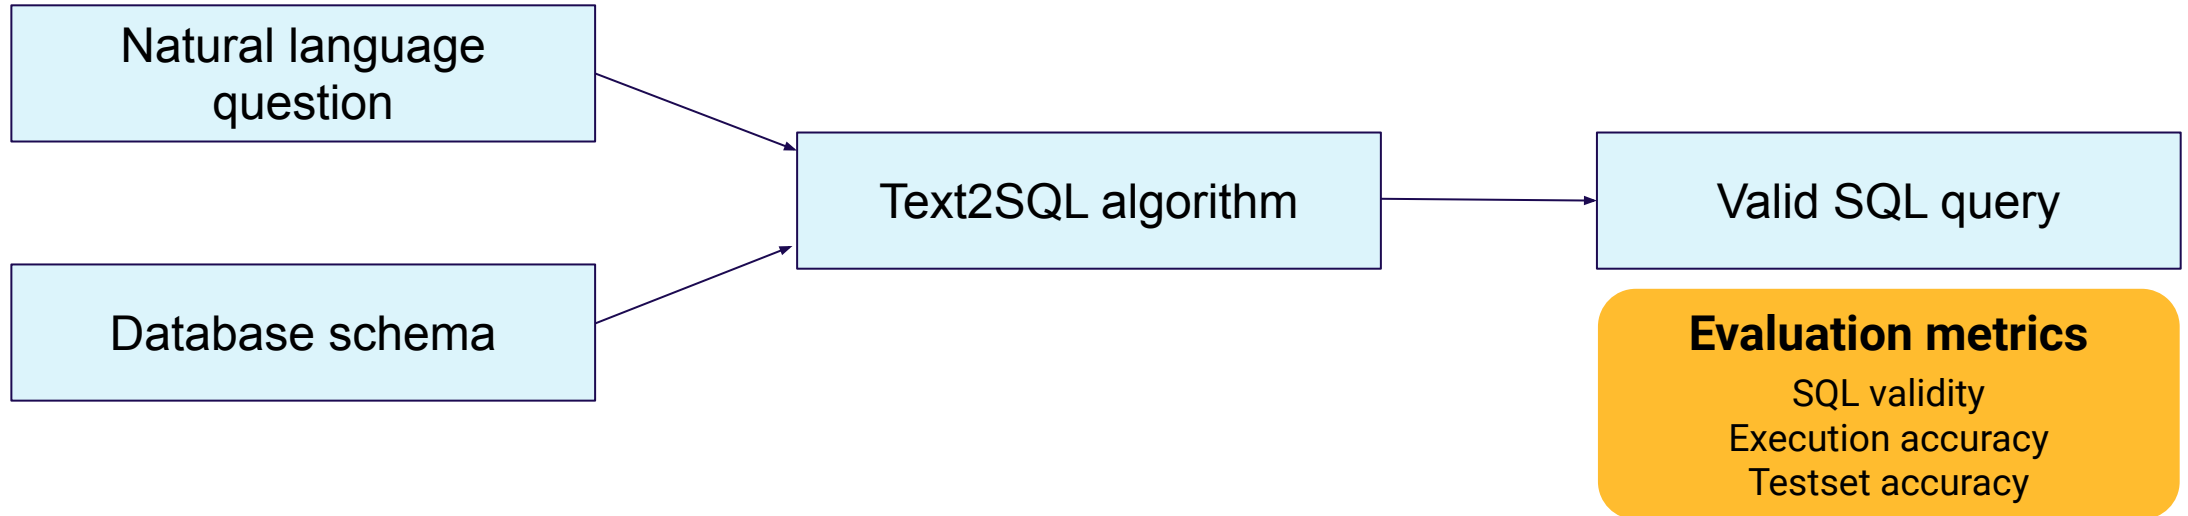 Natural language
question
Database schema
Text2SQL algorithm
Valid SQL query
Evaluation metrics
SQL validity
Execution accuracy
Testset accuracy